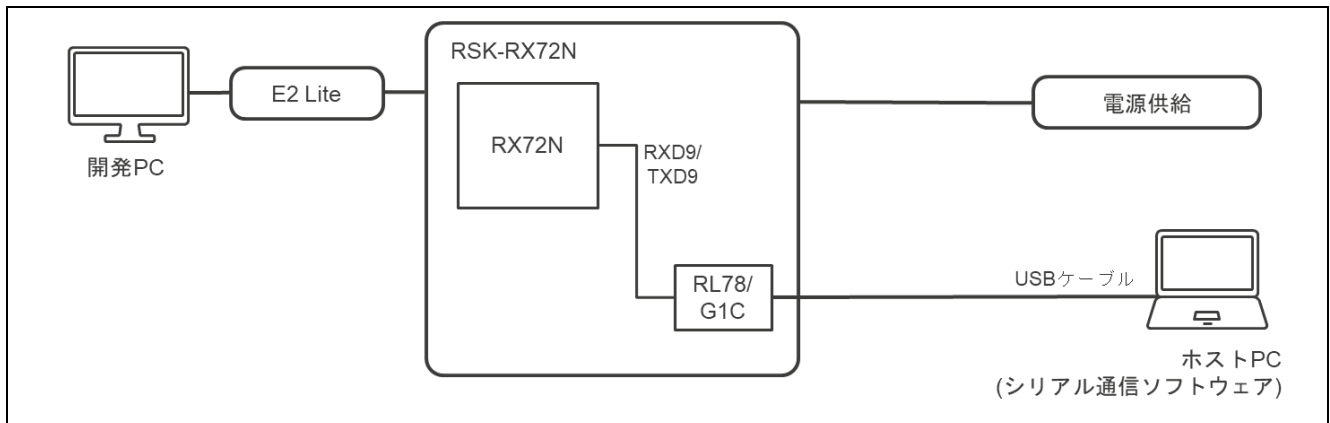 RSK-RX72N
E2 Lite
電源供給
RX72N
RXD9/
TXD9
開発PC
RL78/
G1C
USBケーブル
ホストPC
(シリアル通信ソフトウェア)